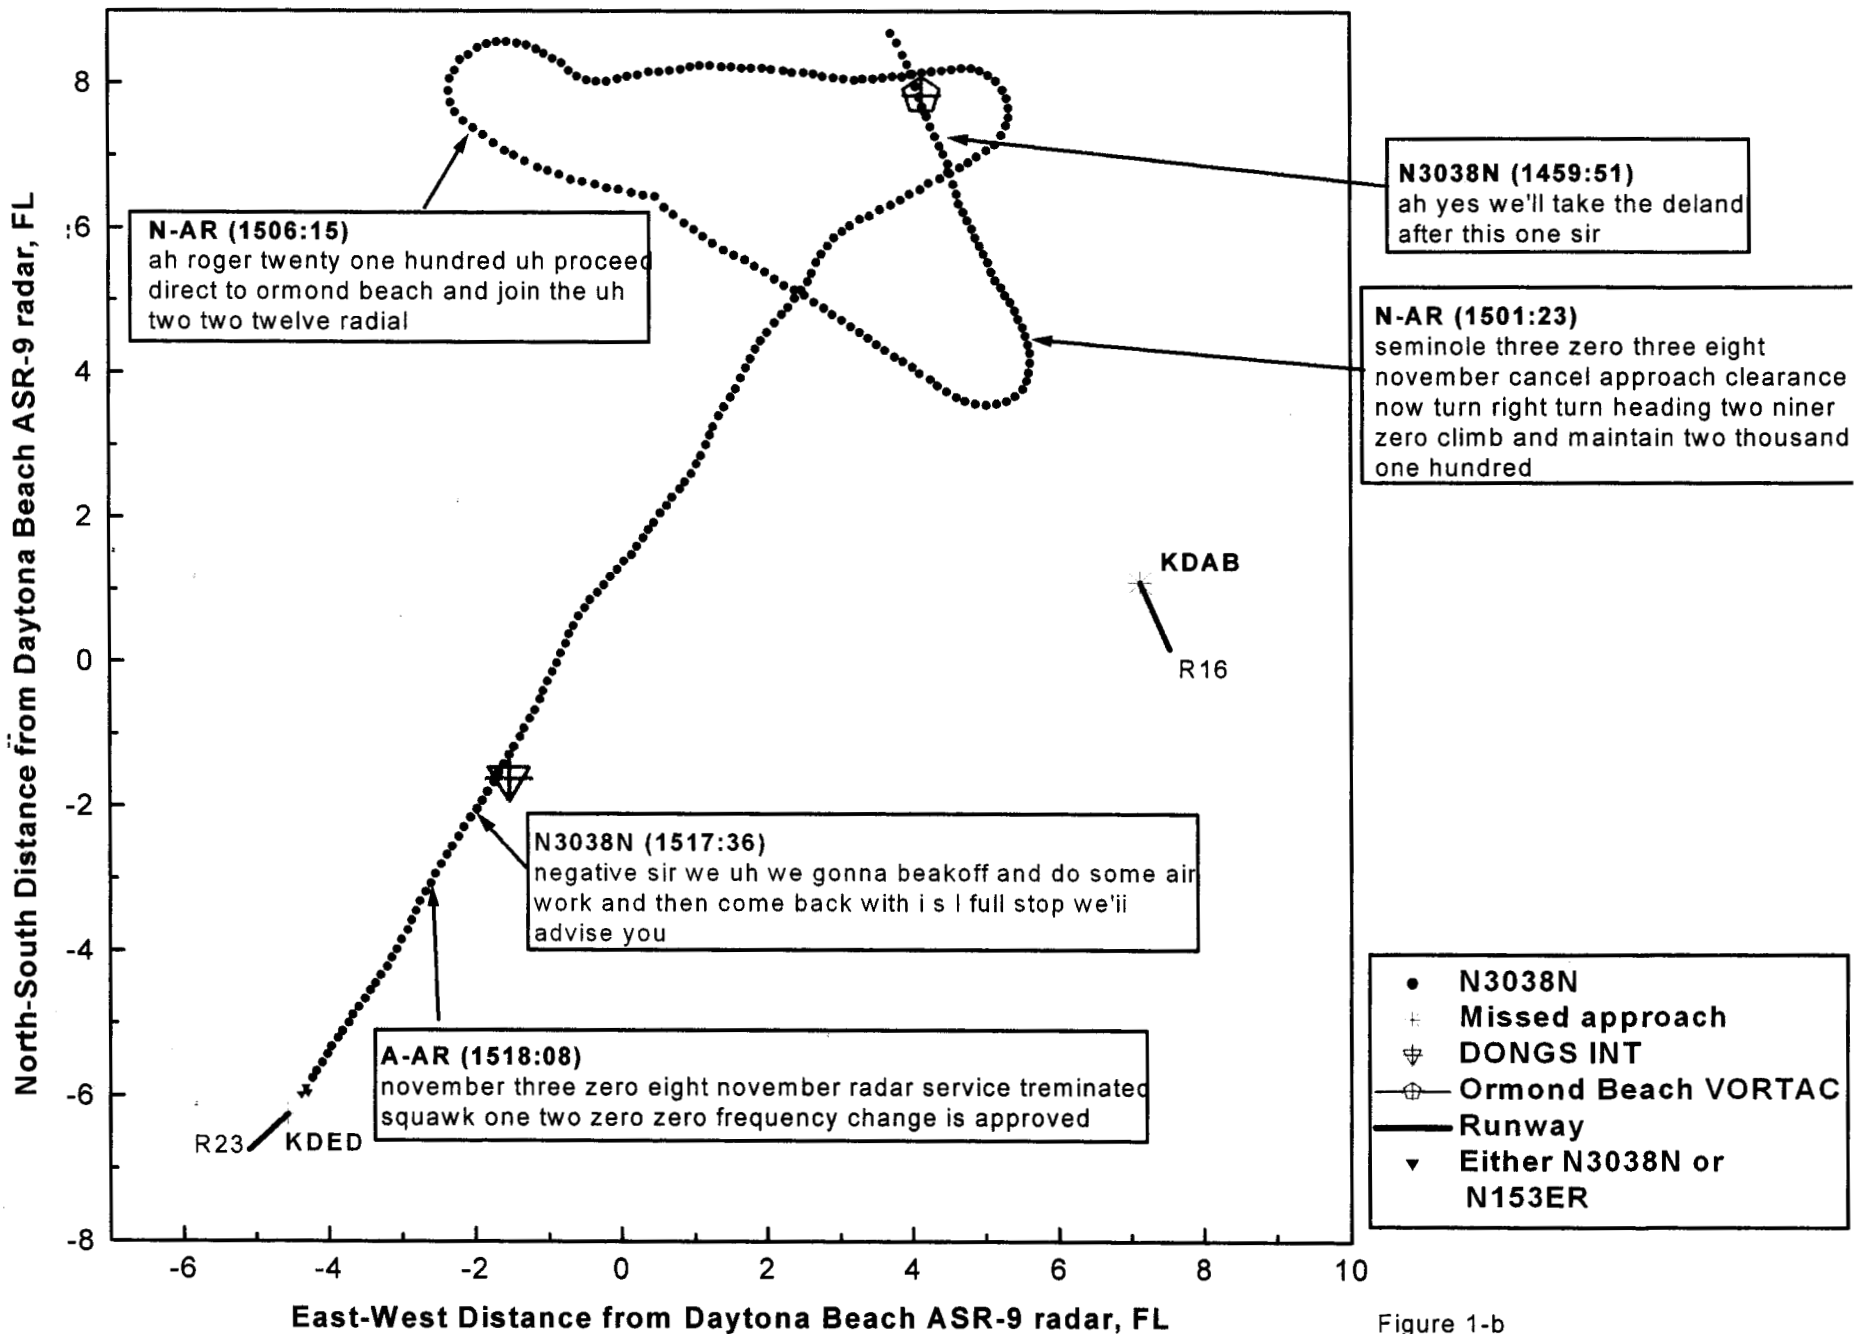 North-South Distance from Daytona Beach ASR-9 radar, FL
8
6
4
2
0
-2
-4
-6
-8
N-AR (1506:15)
ah roger twenty one hundred uh proceed
direct to ormond beach and join the uh
two two twelve radial
N3038N (1459:51)
ah yes we'll take the deland
after this one sir
N-AR (1501:23)
seminole three zero three eight
november cancel approach clearance
now turn right turn heading two niner
zero climb and maintain two thousand
one hundred
KDAB
R16
N3038N (1517:36)
negative sir we uh we gonna beakoff and do some air
work and then come back with i s l full stop we'ii
advise you
A-AR (1518:08)
november three zero eight november radar service treminated
squawk one two zero zero frequency change is approved
R23
KDED
N3038N
Missed approach
DONGS INT
Ormond Beach VORTAC
Runway
Either N3038N or
N153ER
-6 -4 -2 0 2 4 6 8 10
East-West Distance from Daytona Beach ASR-9 radar, FL
Figure 1-b